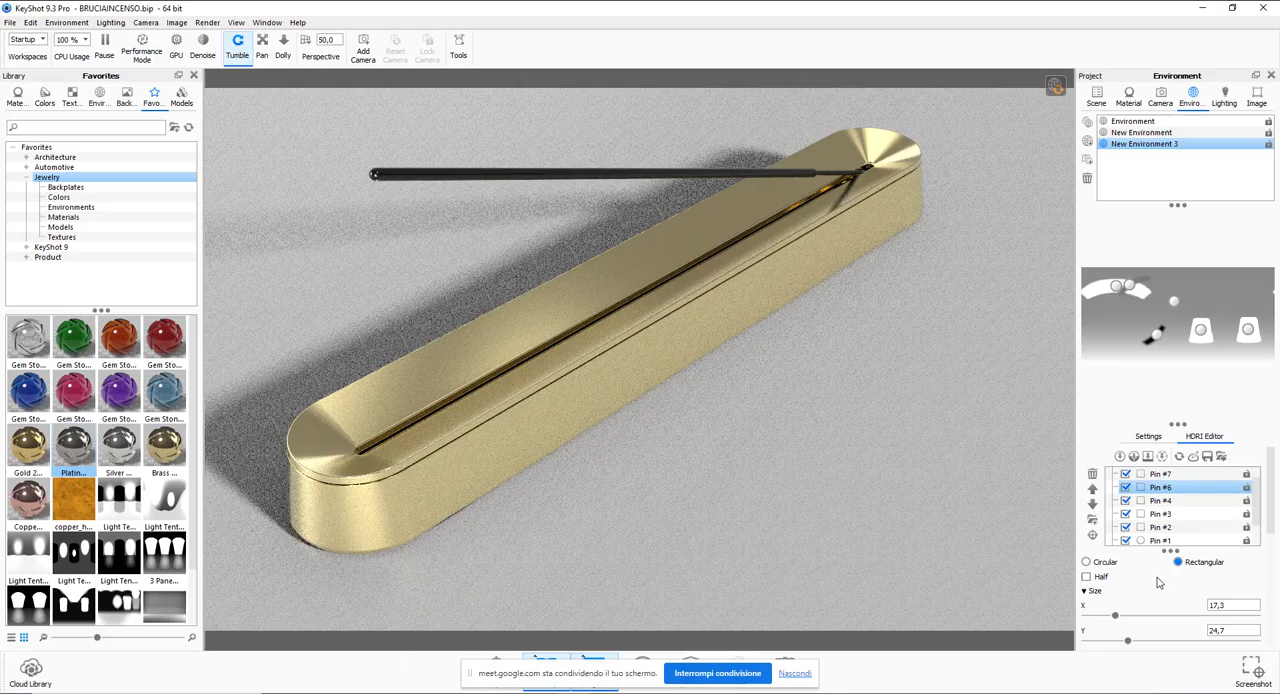 KeyShot 9.3 Pro - BRUCIAINCENSO.bip - 64 bit
File Edit Environment Lighting Camera Image Render View Window Help
Startup 100 % 50,0
Workspaces CPU Usage Pause Performance Mode GPU Denoise Tumble Pan Dolly Perspective Add Camera Reset Camera Lock Camera Tools
Library Favorites
Mate... Colors Text... Envir... Back... Favo... Models
Favorites
Architecture
Automotive
Jewelry
Backplates
Colors
Environments
Materials
Models
Textures
KeyShot 9
Product
Gem Sto... Gem Sto... Gem Sto... Gem Sto...
Gem Sto... Gem Sto... Gem Sto... Gem Ston...
Gold 2... Platin... Silver ... Brass ...
Coppe... copper_h... Light Te... Light Ten...
Light Tent... Light Te... Light Tent... 3 Pane...
Cloud Library
Project Environment
Scene Material Camera Enviro... Lighting Image
Environment
New Environment
New Environment 3
Settings HDRI Editor
Pin #7
Pin #6
Pin #4
Pin #3
Pin #2
Pin #1
Circular Rectangular
Half
Size
X 17,3
Y 24,7
meet.google.com sta condividendo il tuo schermo. Interrompi condivisione Nascondi
Screenshot